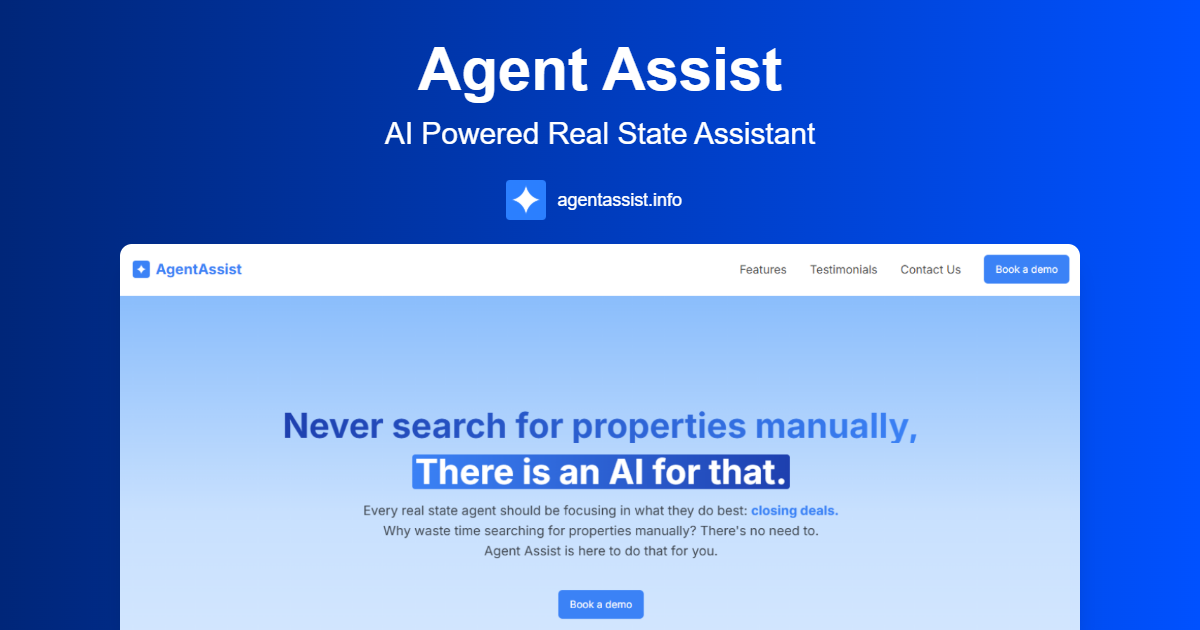 Agent Assist
AI Powered Real State Assistant
agentassist.info
AgentAssist
Features
Testimonials
Contact Us
Book a demo
Never search for properties manually,
There is an AI for that.
Every real state agent should be focusing in what they do best: closing deals.
Why waste time searching for properties manually? There's no need to.
Agent Assist is here to do that for you.
Book a demo